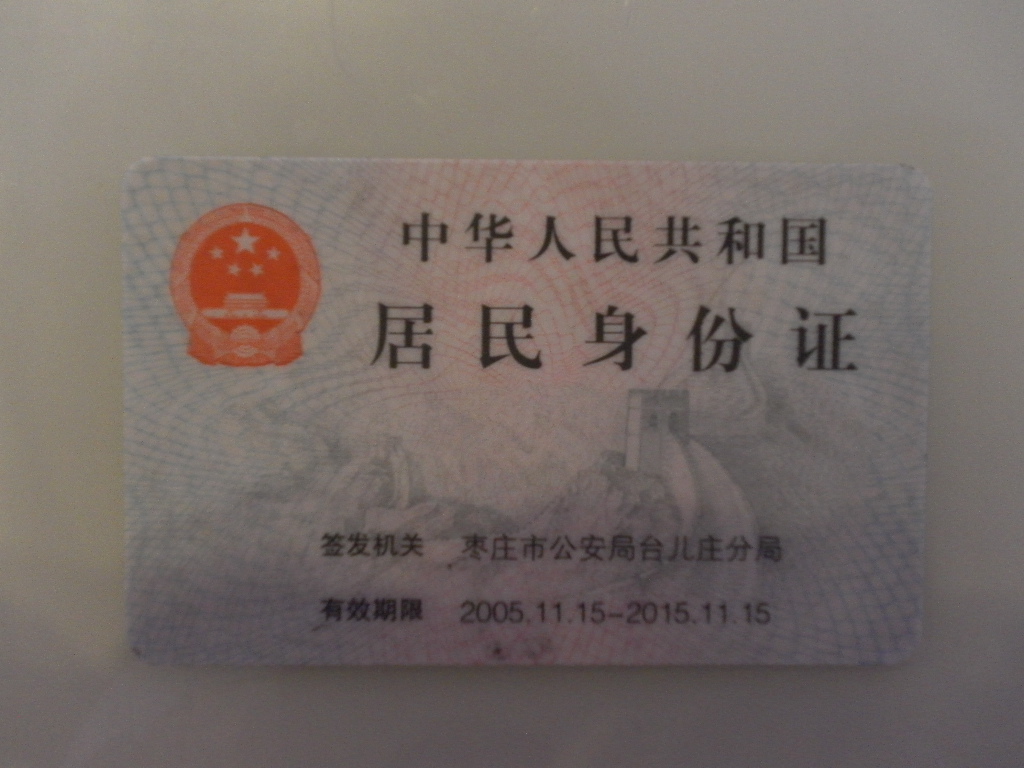 中华人民共和国
居民身份证
签发机关 枣庄市公安局台儿庄分局
有效期限 2005.11.15-2015.11.15